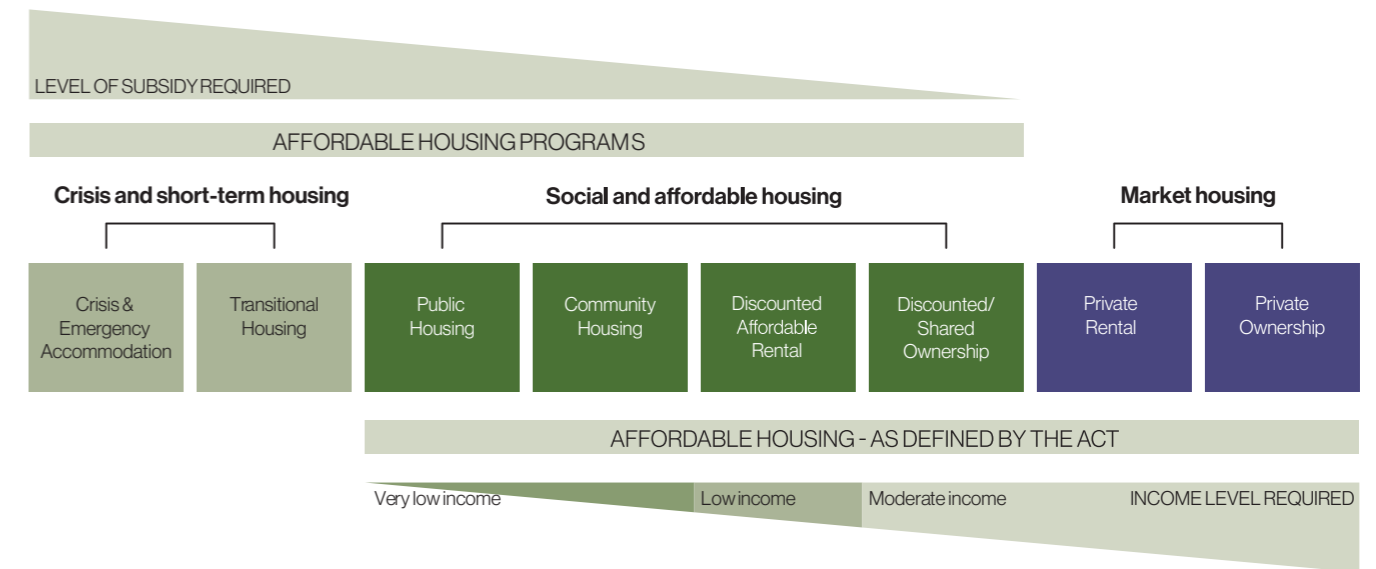 LEVEL OF SUBSIDY REQUIRED
AFFORDABLE HOUSING PROGRAMS
Crisis and short-term housing
Social and affordable housing
Market housing
Crisis &
Emergency
Accommodation
Transitional
Housing
Public
Housing
Community
Housing
Discounted
Affordable
Rental
Discounted/
Shared
Ownership
Private
Rental
Private
Ownership
AFFORDABLE HOUSING - AS DEFINED BY THE ACT
Very low income
Low income
Moderate income
INCOME LEVEL REQUIRED